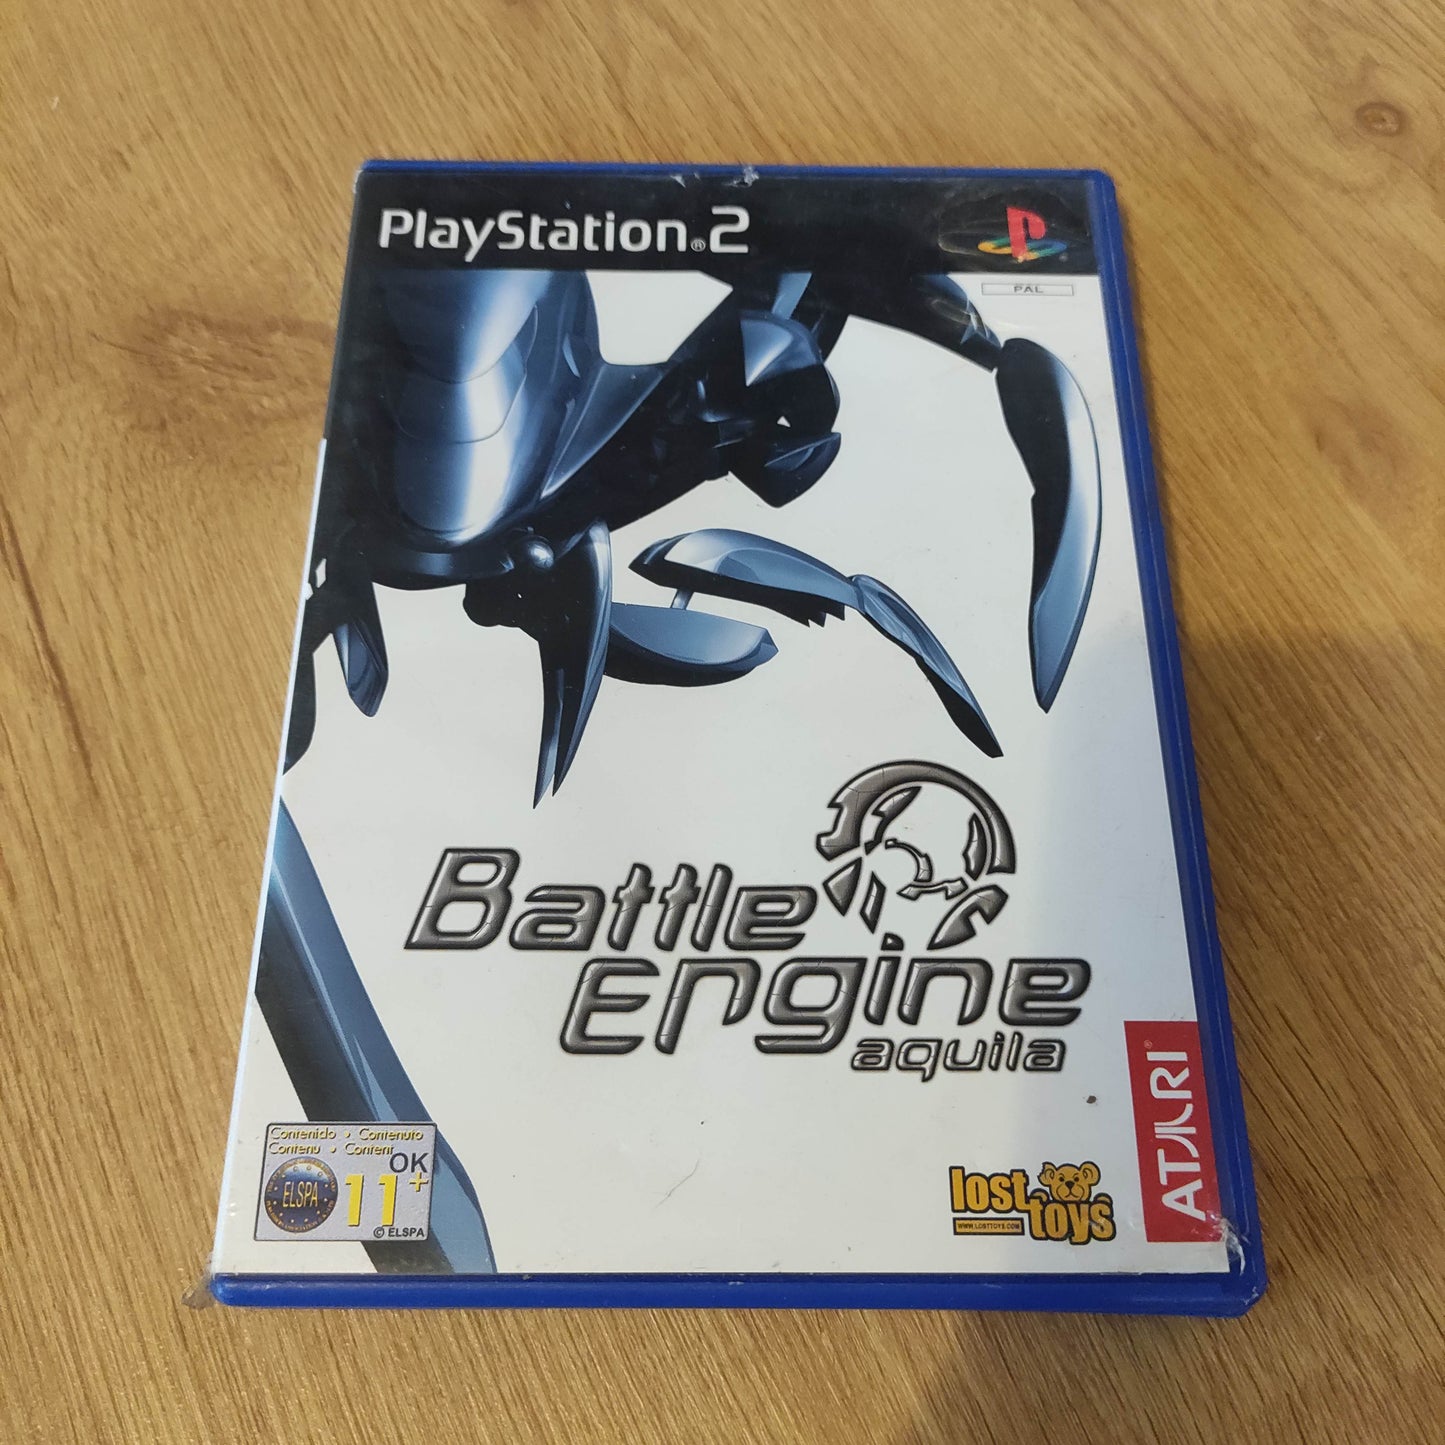 PlayStation®2
PAL
Battle
Engine
aquila
Contenido • Contenuto
Contenu • Content
OK
ELSPA
11+
© ELSPA
lost
toys
WWW.LOSTTOYS.COM
ATARI®